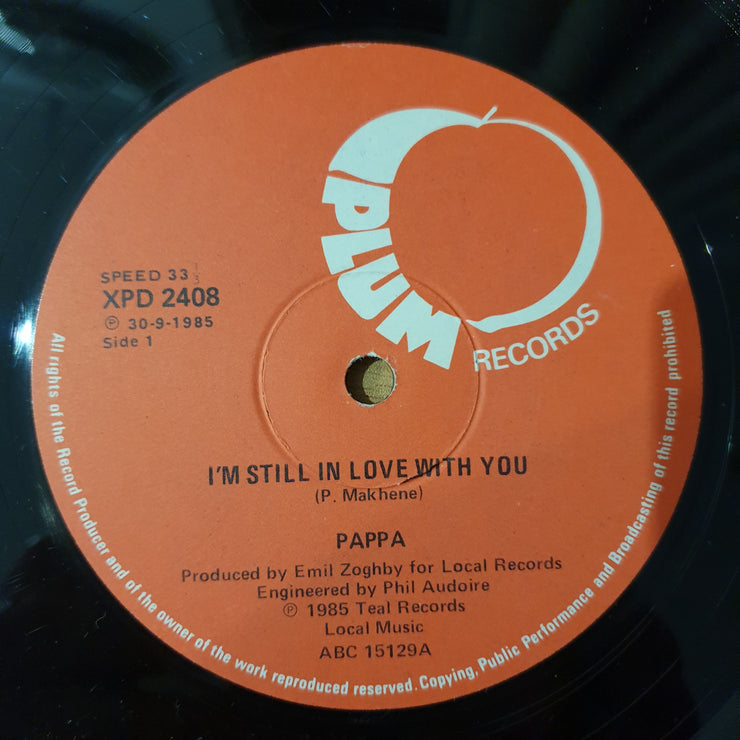 PLUM
RECORDS
SPEED 33 1/3
XPD 2408
℗ 30-9-1985
Side 1
I'M STILL IN LOVE WITH YOU
(P. Makhene)
PAPPA
Produced by Emil Zoghby for Local Records
Engineered by Phil Audoire
℗ 1985 Teal Records
Local Music
ABC 15129A
All rights of the Record Producer and of the owner of the work reproduced reserved. Copying, Public Performance and Broadcasting of this record prohibited